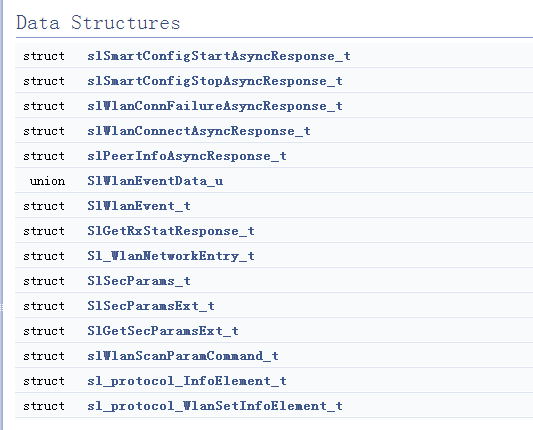 Data Structures
struct slSmartConfigStartAsyncResponse_t
struct slSmartConfigStopAsyncResponse_t
struct slWlanConnFailureAsyncResponse_t
struct slWlanConnectAsyncResponse_t
struct slPeerInfoAsyncResponse_t
union SlWlanEventData_u
struct SlWlanEvent_t
struct SlGetRxStatResponse_t
struct Sl_WlanNetworkEntry_t
struct SlSecParams_t
struct SlSecParamsExt_t
struct SlGetSecParamsExt_t
struct slWlanScanParamCommand_t
struct sl_protocol_InfoElement_t
struct sl_protocol_WlanSetInfoElement_t